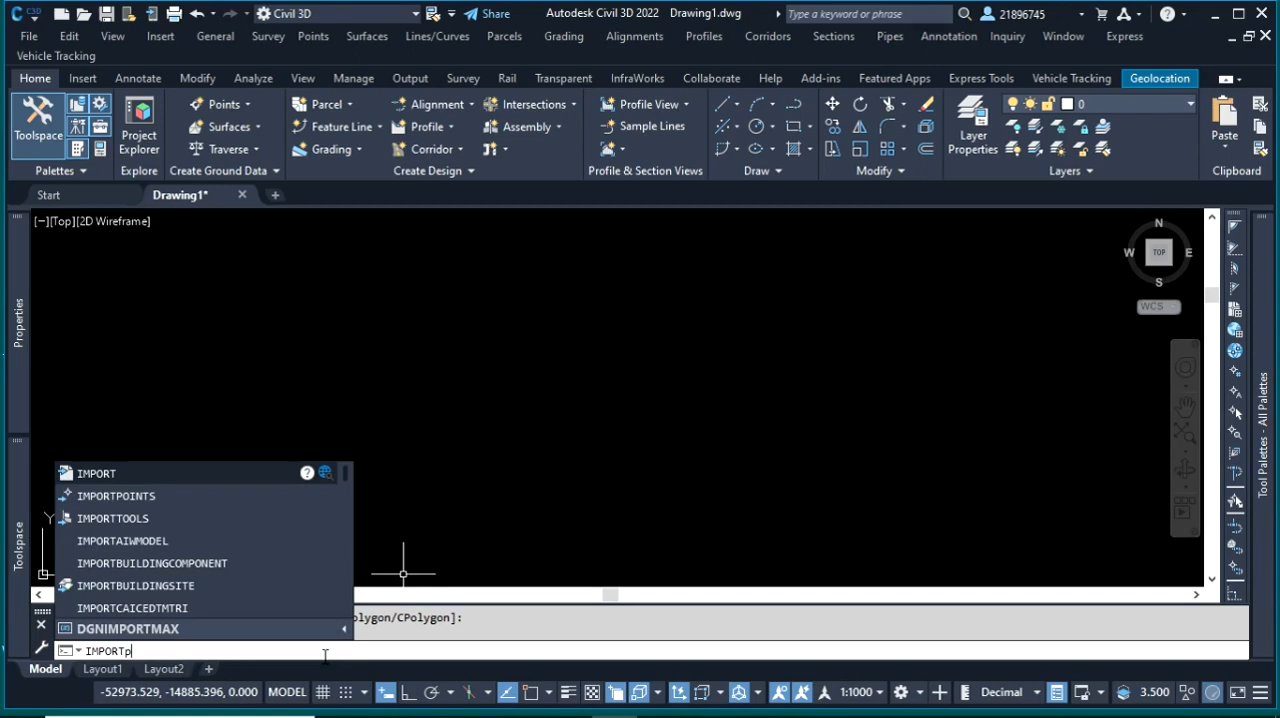 C3D Civil 3D Share Autodesk Civil 3D 2022 Drawing1.dwg Type a keyword or phrase 21896745
File Edit View Insert General Survey Points Surfaces Lines/Curves Parcels Grading Alignments Profiles Corridors Sections Pipes Annotation Inquiry Window Express
Vehicle Tracking
Home Insert Annotate Modify Analyze View Manage Output Survey Rail Transparent InfraWorks Collaborate Help Add-ins Featured Apps Express Tools Vehicle Tracking Geolocation
Points Parcel Alignment Intersections Profile View 0
Toolspace Project Explorer Surfaces Feature Line Profile Assembly Sample Lines Layer Properties Paste
Traverse Grading Corridor
Palettes Explore Create Ground Data Create Design Profile & Section Views Draw Modify Layers Clipboard
Start Drawing1*
[−][Top][2D Wireframe]
N
W TOP E
S
WCS
Properties
Toolspace
Tool Palettes - All Palettes
IMPORT
IMPORTPOINTS
IMPORTTOOLS
Y
IMPORTAIWMODEL
IMPORTBUILDINGCOMPONENT
IMPORTBUILDINGSITE
IMPORTCAICEDTMTRI
DGNIMPORTMAX
olygon/CPolygon]:
IMPORTp
Model Layout1 Layout2
-52973.529, -14885.396, 0.000 MODEL 1:1000 Decimal 3.500